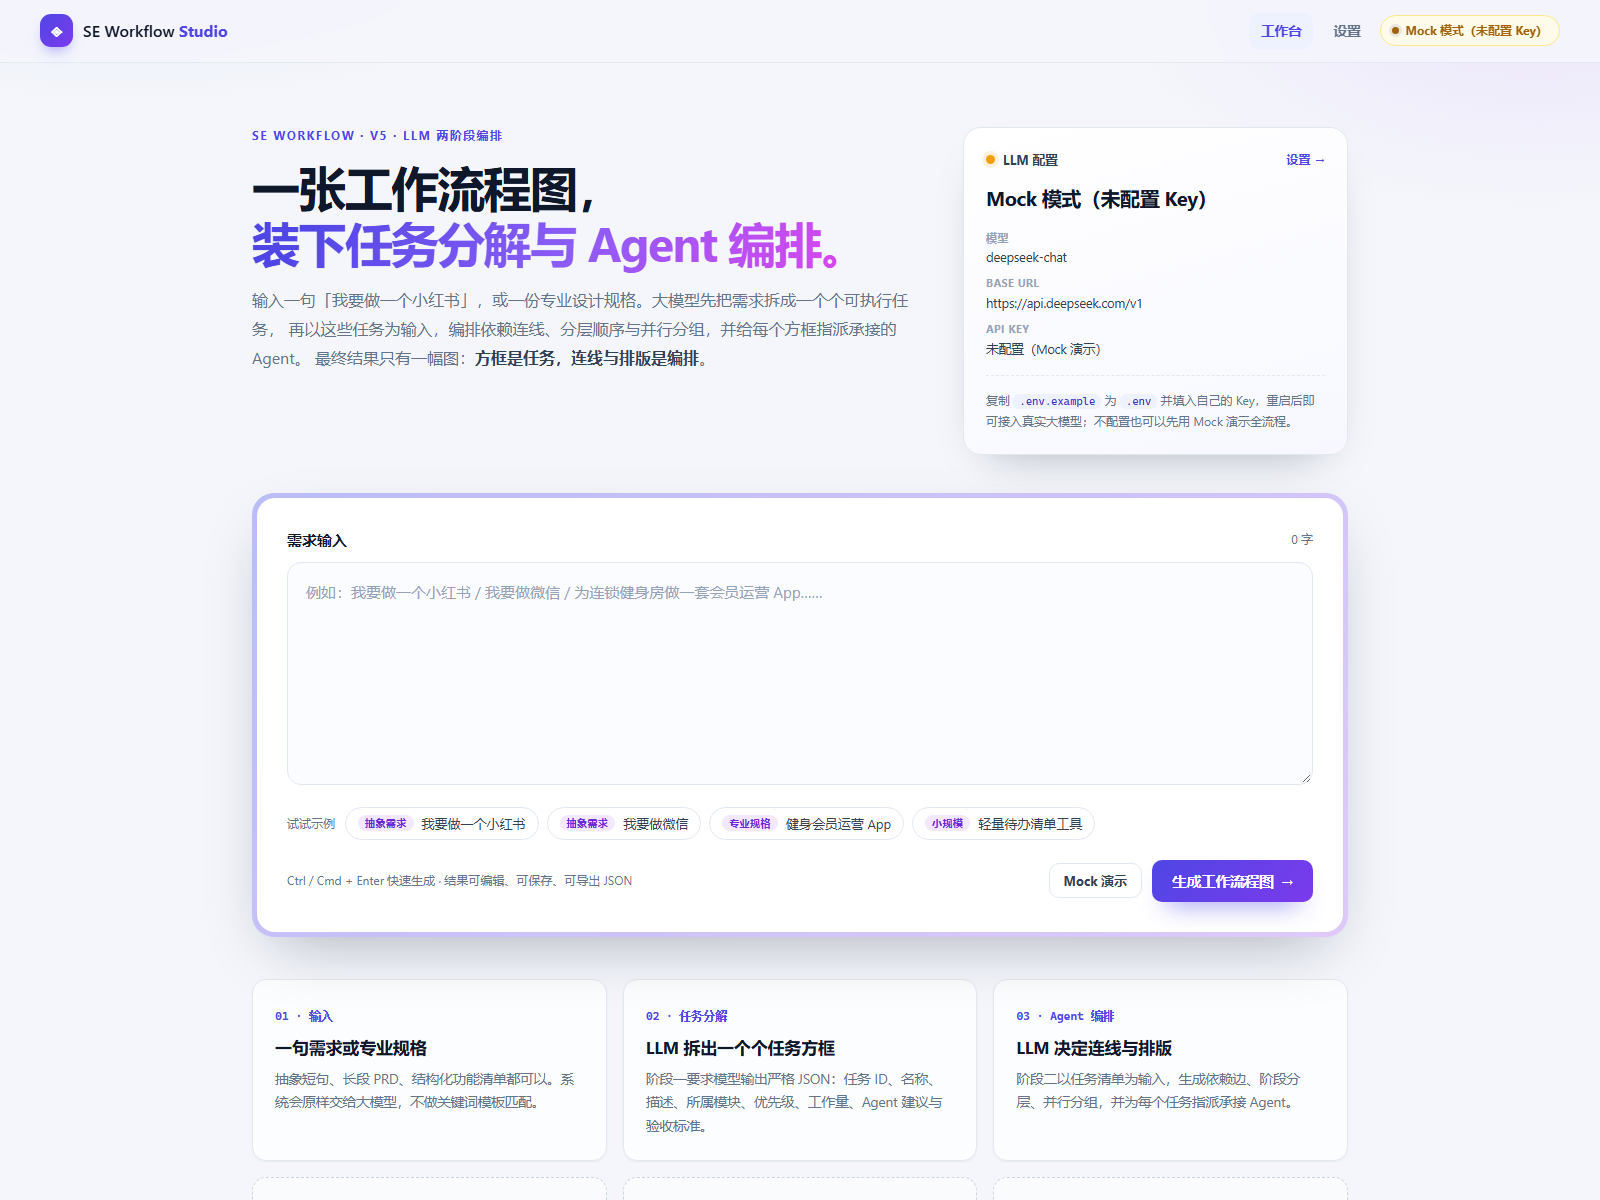 SE Workflow Studio
工作台
设置
Mock 模式（未配置 Key）
SE WORKFLOW · V5 · LLM 两阶段编排
一张工作流程图，
装下任务分解与 Agent 编排。
输入一句「我要做一个小红书」，或一份专业设计规格。大模型先把需求拆成一个个可执行任
务， 再以这些任务为输入，编排依赖连线、分层顺序与并行分组，并给每个方框指派承接的
Agent。 最终结果只有一幅图：方框是任务，连线与排版是编排。
LLM 配置
设置 →
Mock 模式（未配置 Key）
模型
deepseek-chat
BASE URL
https://api.deepseek.com/v1
API KEY
未配置（Mock 演示）
复制 .env.example 为 .env 并填入自己的 Key，重启后即
可接入真实大模型；不配置也可以先用 Mock 演示全流程。
需求输入
0 字
例如：我要做一个小红书 / 我要做微信 / 为连锁健身房做一套会员运营 App……
试试示例
抽象需求 我要做一个小红书
抽象需求 我要做微信
专业规格 健身会员运营 App
小规模 轻量待办清单工具
Ctrl / Cmd + Enter 快速生成 · 结果可编辑、可保存、可导出 JSON
Mock 演示
生成工作流程图 →
01 · 输入
一句需求或专业规格
抽象短句、长段 PRD、结构化功能清单都可以。系
统会原样交给大模型，不做关键词模板匹配。
02 · 任务分解
LLM 拆出一个个任务方框
阶段一要求模型输出严格 JSON：任务 ID、名称、
描述、所属模块、优先级、工作量、Agent 建议与
验收标准。
03 · Agent 编排
LLM 决定连线与排版
阶段二以任务清单为输入，生成依赖边、阶段分
层、并行分组，并为每个任务指派承接 Agent。